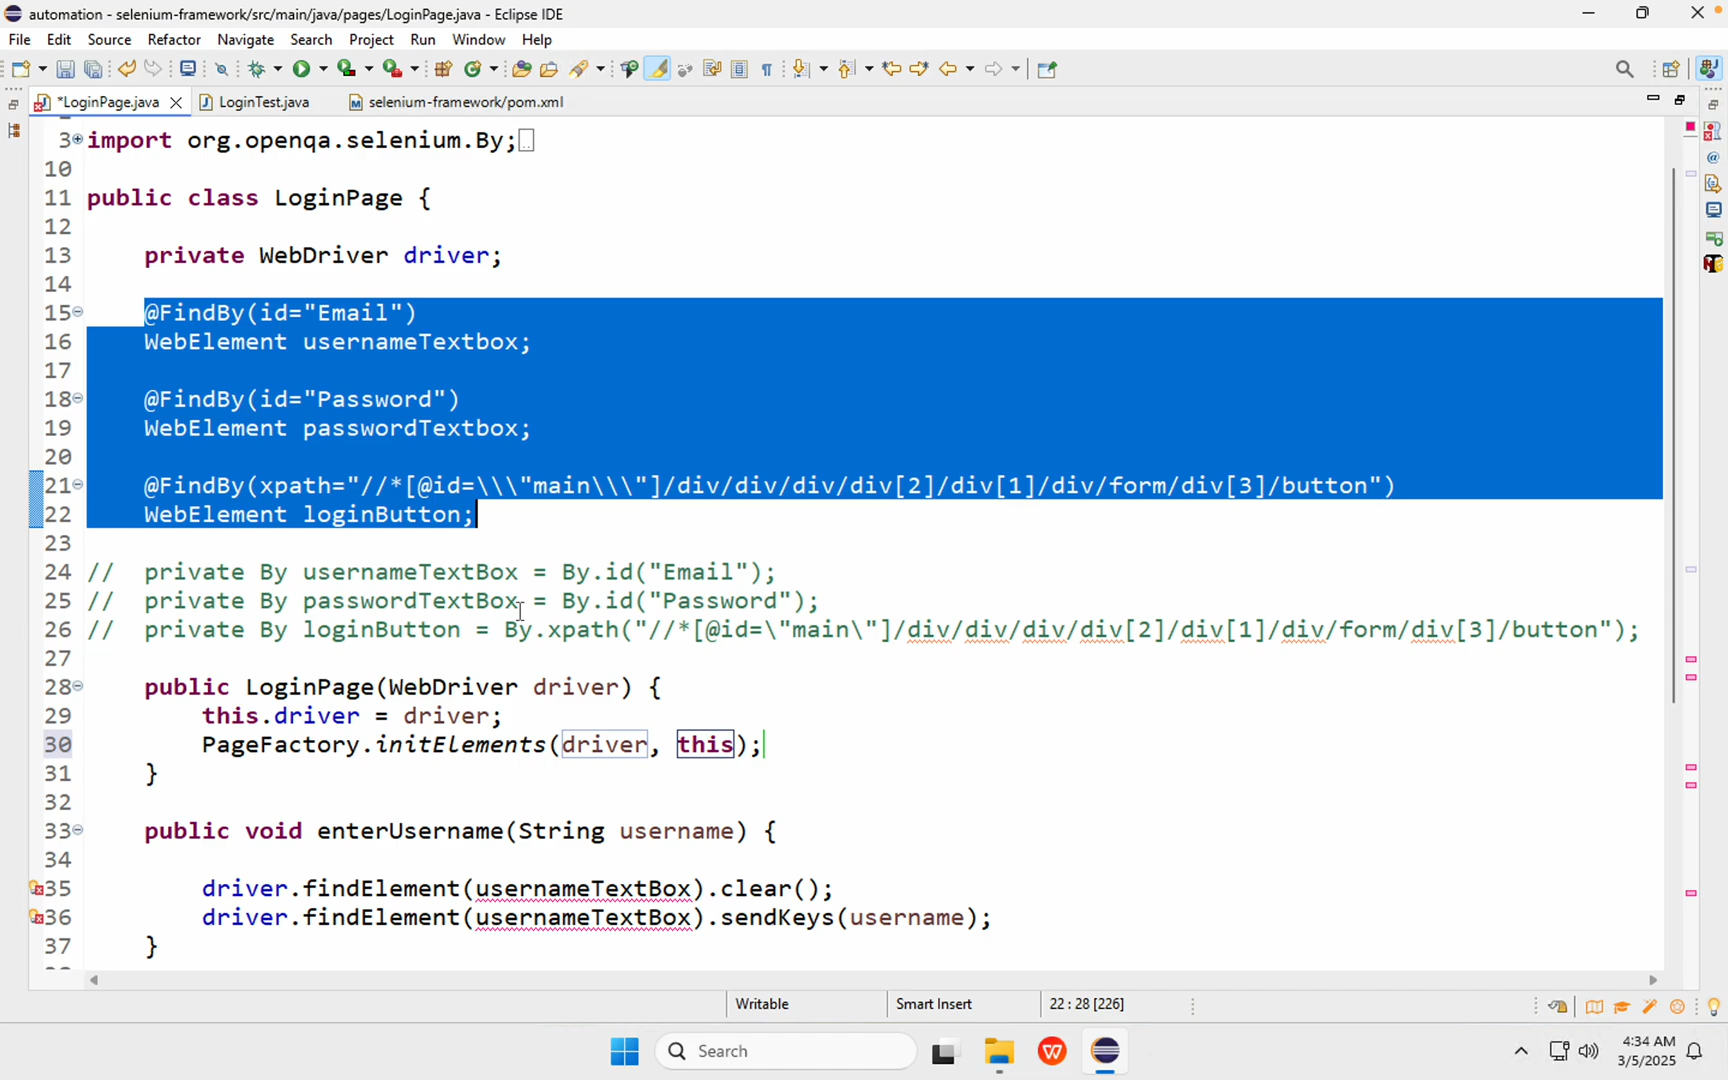 automation - selenium-framework/src/main/java/pages/LoginPage.java - Eclipse IDE
File Edit Source Refactor Navigate Search Project Run Window Help
*LoginPage.java LoginTest.java selenium-framework/pom.xml
3 import org.openqa.selenium.By;
10
11 public class LoginPage {
12
13 private WebDriver driver;
14
15 @FindBy(id="Email")
16 WebElement usernameTextbox;
17
18 @FindBy(id="Password")
19 WebElement passwordTextbox;
20
21 @FindBy(xpath="//*[@id=\\\"main\\\"]/div/div/div/div[2]/div[1]/div/form/div[3]/button")
22 WebElement loginButton;
23
24 // private By usernameTextBox = By.id("Email");
25 // private By passwordTextBox = By.id("Password");
26 // private By loginButton = By.xpath("//*[@id=\"main\"]/div/div/div/div[2]/div[1]/div/form/div[3]/button");
27
28 public LoginPage(WebDriver driver) {
29 this.driver = driver;
30 PageFactory.initElements(driver, this);
31 }
32
33 public void enterUsername(String username) {
34
35 driver.findElement(usernameTextBox).clear();
36 driver.findElement(usernameTextBox).sendKeys(username);
37 }
Writable Smart Insert 22 : 28 [226]
Search
4:34 AM
3/5/2025